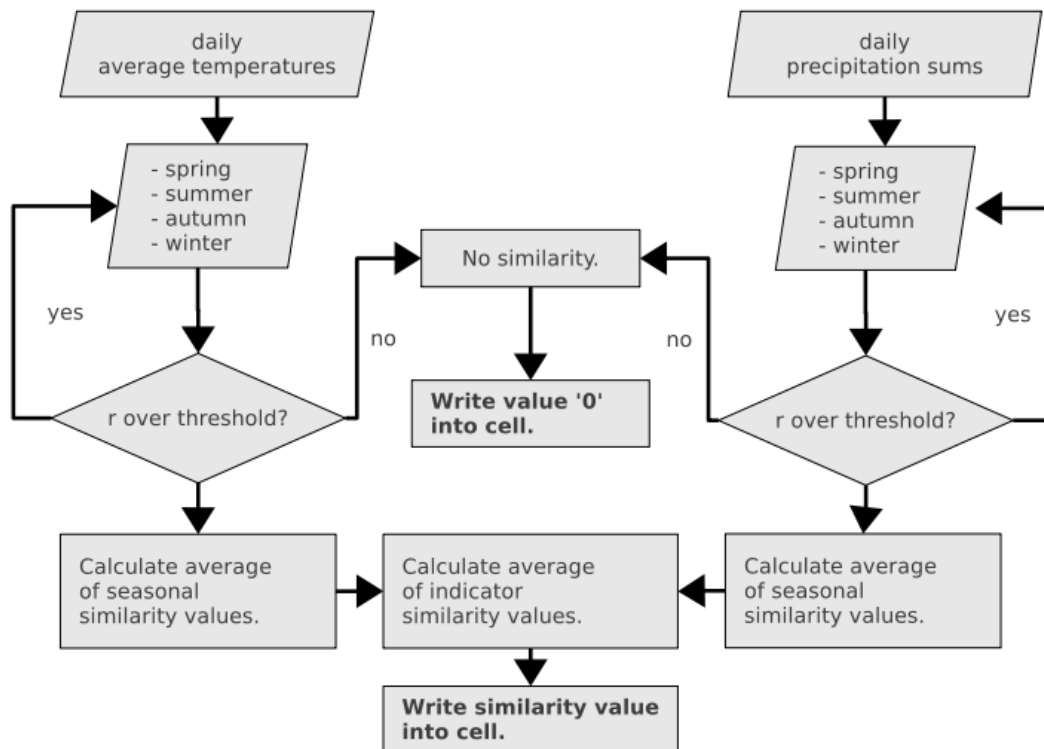 daily
average temperatures
daily
precipitation sums
- spring
- summer
- autumn
- winter
- spring
- summer
- autumn
- winter
No similarity.
yes
no
no
yes
Write value '0'
into cell.
r over threshold?
r over threshold?
Calculate average
of seasonal
similarity values.
Calculate average
of indicator
similarity values.
Calculate average
of seasonal
similarity values.
Write similarity value
into cell.